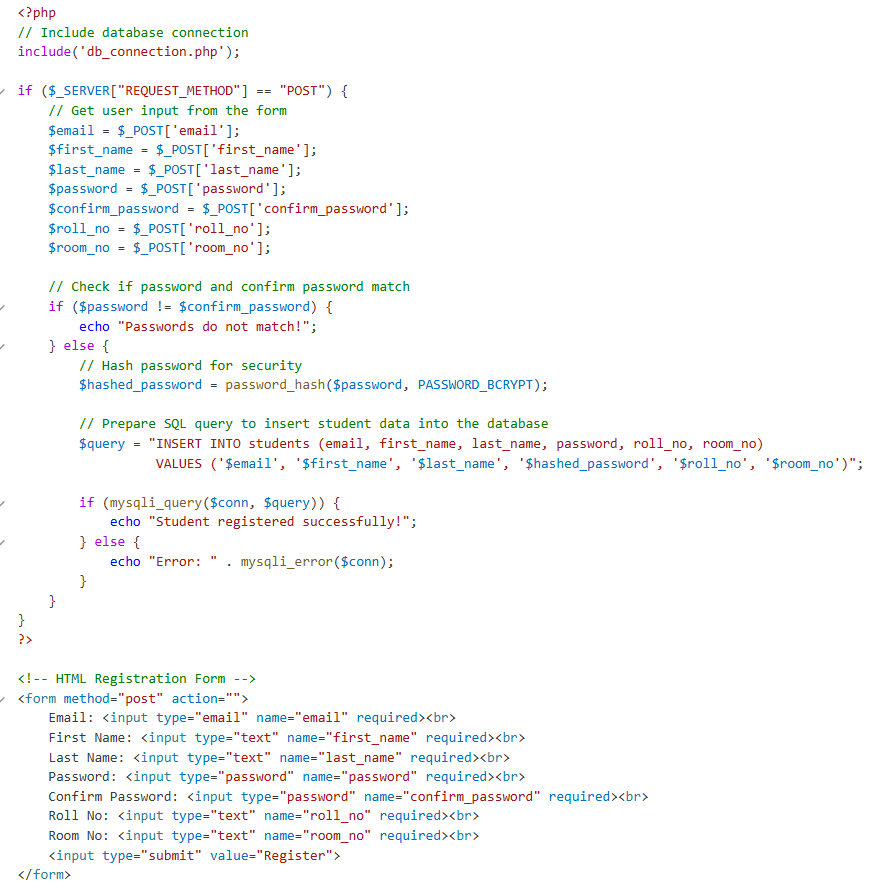 <?php
// Include database connection
include('db_connection.php');
if ($_SERVER["REQUEST_METHOD"] == "POST") {
    // Get user input from the form
    $email = $_POST['email'];
    $first_name = $_POST['first_name'];
    $last_name = $_POST['last_name'];
    $password = $_POST['password'];
    $confirm_password = $_POST['confirm_password'];
    $roll_no = $_POST['roll_no'];
    $room_no = $_POST['room_no'];
    // Check if password and confirm password match
    if ($password != $confirm_password) {
        echo "Passwords do not match!";
    } else {
        // Hash password for security
        $hashed_password = password_hash($password, PASSWORD_BCRYPT);
        // Prepare SQL query to insert student data into the database
        $query = "INSERT INTO students (email, first_name, last_name, password, roll_no, room_no)
                  VALUES ('$email', '$first_name', '$last_name', '$hashed_password', '$roll_no', '$room_no')";
        if (mysqli_query($conn, $query)) {
            echo "Student registered successfully!";
        } else {
            echo "Error: " . mysqli_error($conn);
        }
    }
}
?>
<!-- HTML Registration Form -->
<form method="post" action="">
    Email: <input type="email" name="email" required><br>
    First Name: <input type="text" name="first_name" required><br>
    Last Name: <input type="text" name="last_name" required><br>
    Password: <input type="password" name="password" required><br>
    Confirm Password: <input type="password" name="confirm_password" required><br>
    Roll No: <input type="text" name="roll_no" required><br>
    Room No: <input type="text" name="room_no" required><br>
    <input type="submit" value="Register">
</form>